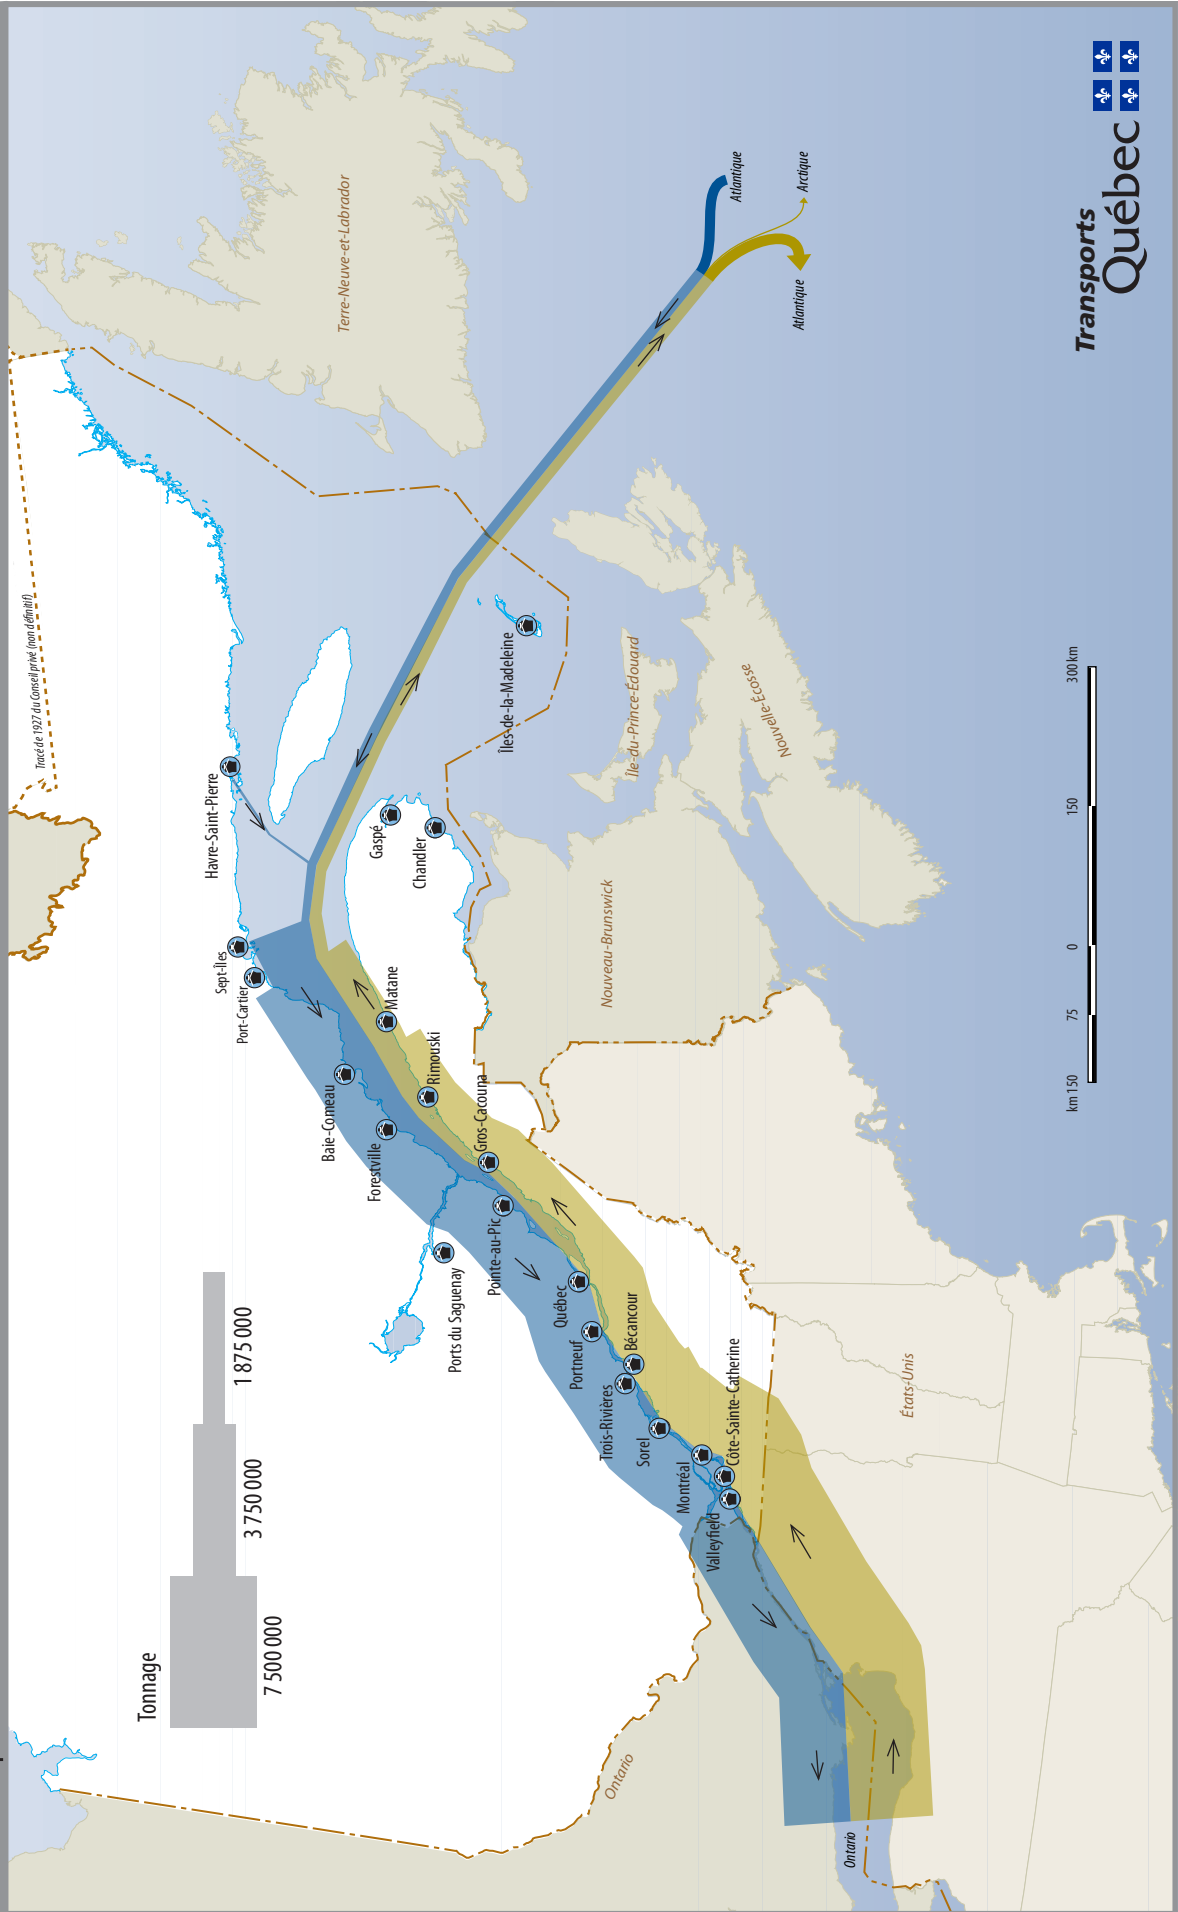 Tonnage
7 500 000
3 750 000
1 875 000
Tracé de 1927 du Conseil privé (non définitif)
Terre-Neuve-et-Labrador
Havre-Saint-Pierre
Sept-Îles
Port-Cartier
Baie-Comeau
Forestville
Ports du Saguenay
Pointe-au-Pic
Gaspé
Chandler
Matane
Rimouski
Gros-Cacouna
Îles-de-la-Madeleine
Québec
Portneuf
Bécancour
Trois-Rivières
Sorel
Montréal
Côte-Sainte-Catherine
Valleyfield
Île-du-Prince-Édouard
Nouvelle-Écosse
Nouveau-Brunswick
États-Unis
Ontario
Ontario
Atlantique
Arctique
Atlantique
km 150
75
0
150
300 km
Transports
Québec